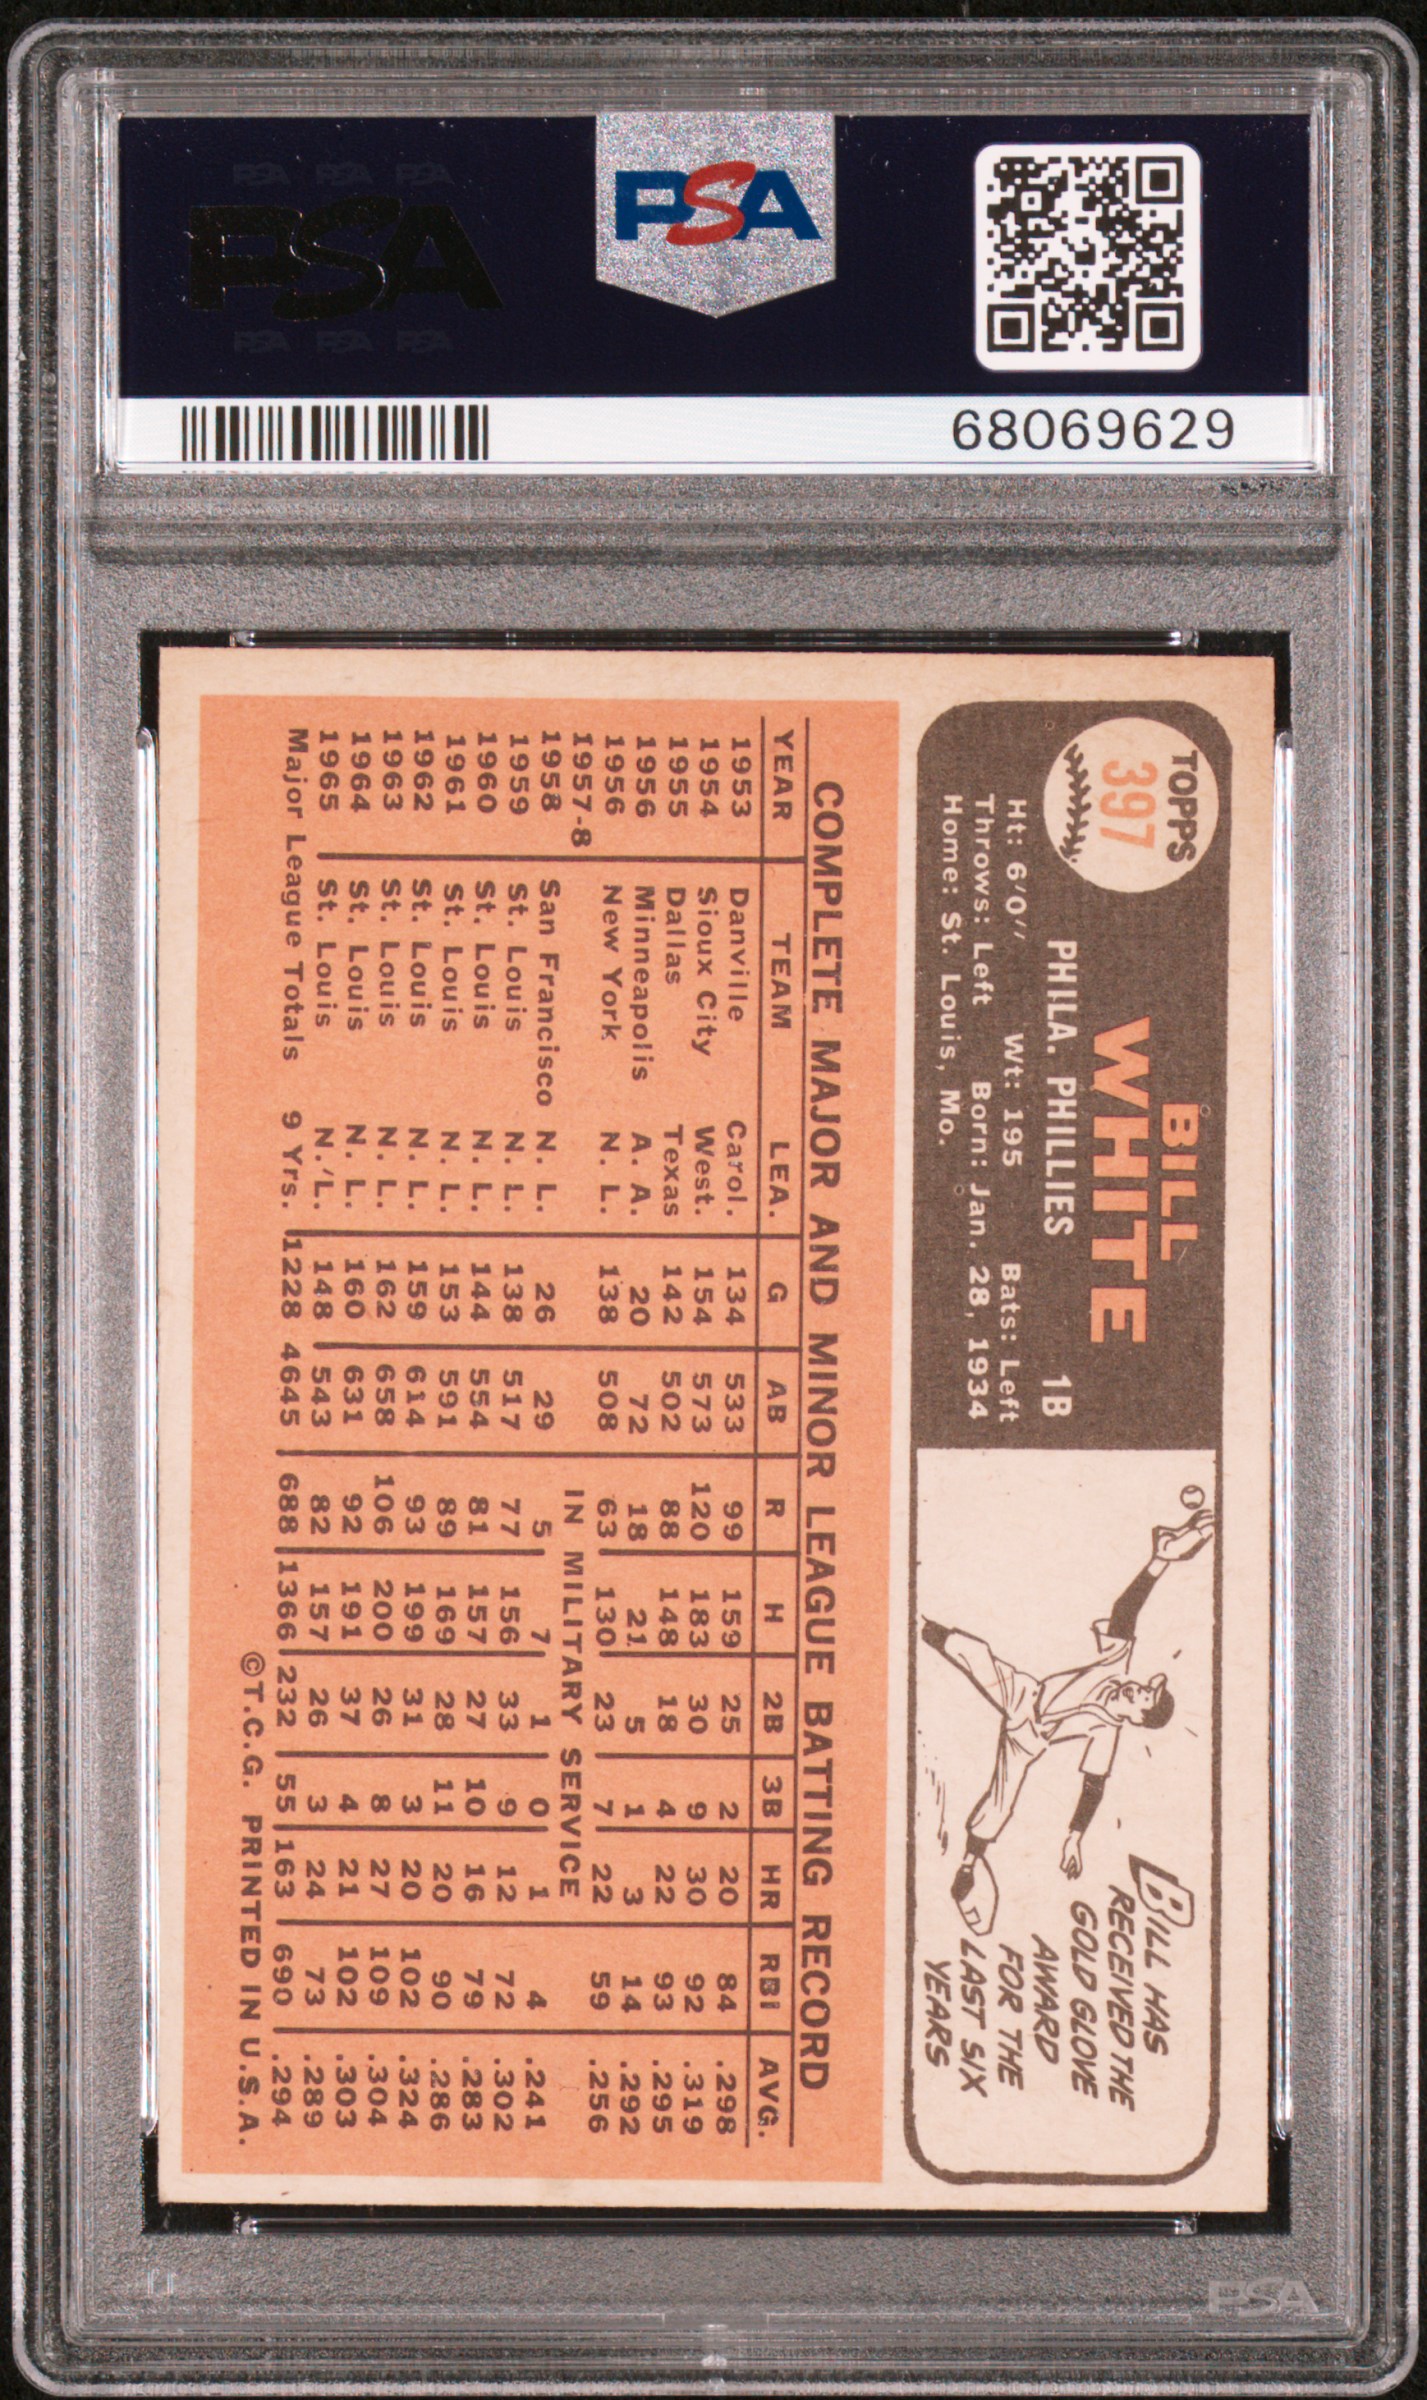 PSA PSA PSA
PSA
PSA PSA PSA
PSA
68069629
TOPPS
397
BILL
WHITE
PHILA. PHILLIES 1B
Ht: 6'0" Wt: 195 Bats: Left
Throws: Left Born: Jan. 28, 1934
Home: St. Louis, Mo.
BILL HAS
RECEIVED THE
GOLD GLOVE
AWARD
FOR THE
LAST SIX
YEARS
COMPLETE MAJOR AND MINOR LEAGUE BATTING RECORD
YEAR TEAM LEA. G AB R H 2B 3B HR RBI AVG.
1953 Danville Carol. 134 533 99 159 25 2 20 84 .298
1954 Sioux City West. 154 573 120 183 30 9 30 92 .319
1955 Dallas Texas 142 502 88 148 18 4 22 93 .295
1956 Minneapolis A. A. 20 72 18 21 5 1 3 14 .292
1956 New York N. L. 138 508 63 130 23 7 22 59 .256
1957-8 IN MILITARY SERVICE
1958 San Francisco N. L. 26 29 5 7 1 0 1 4 .241
1959 St. Louis N. L. 138 517 77 156 33 9 12 72 .302
1960 St. Louis N. L. 144 554 81 157 27 10 16 79 .283
1961 St. Louis N. L. 153 591 89 169 28 11 20 90 .286
1962 St. Louis N. L. 159 614 93 199 31 3 20 102 .324
1963 St. Louis N. L. 162 658 106 200 26 8 27 109 .304
1964 St. Louis N. L. 160 631 92 191 37 4 21 102 .303
1965 St. Louis N. L. 148 543 82 157 26 3 24 73 .289
Major League Totals 9 Yrs. 1228 4645 688 1366 232 55 163 690 .294
©T.C.G. PRINTED IN U.S.A.
PSA